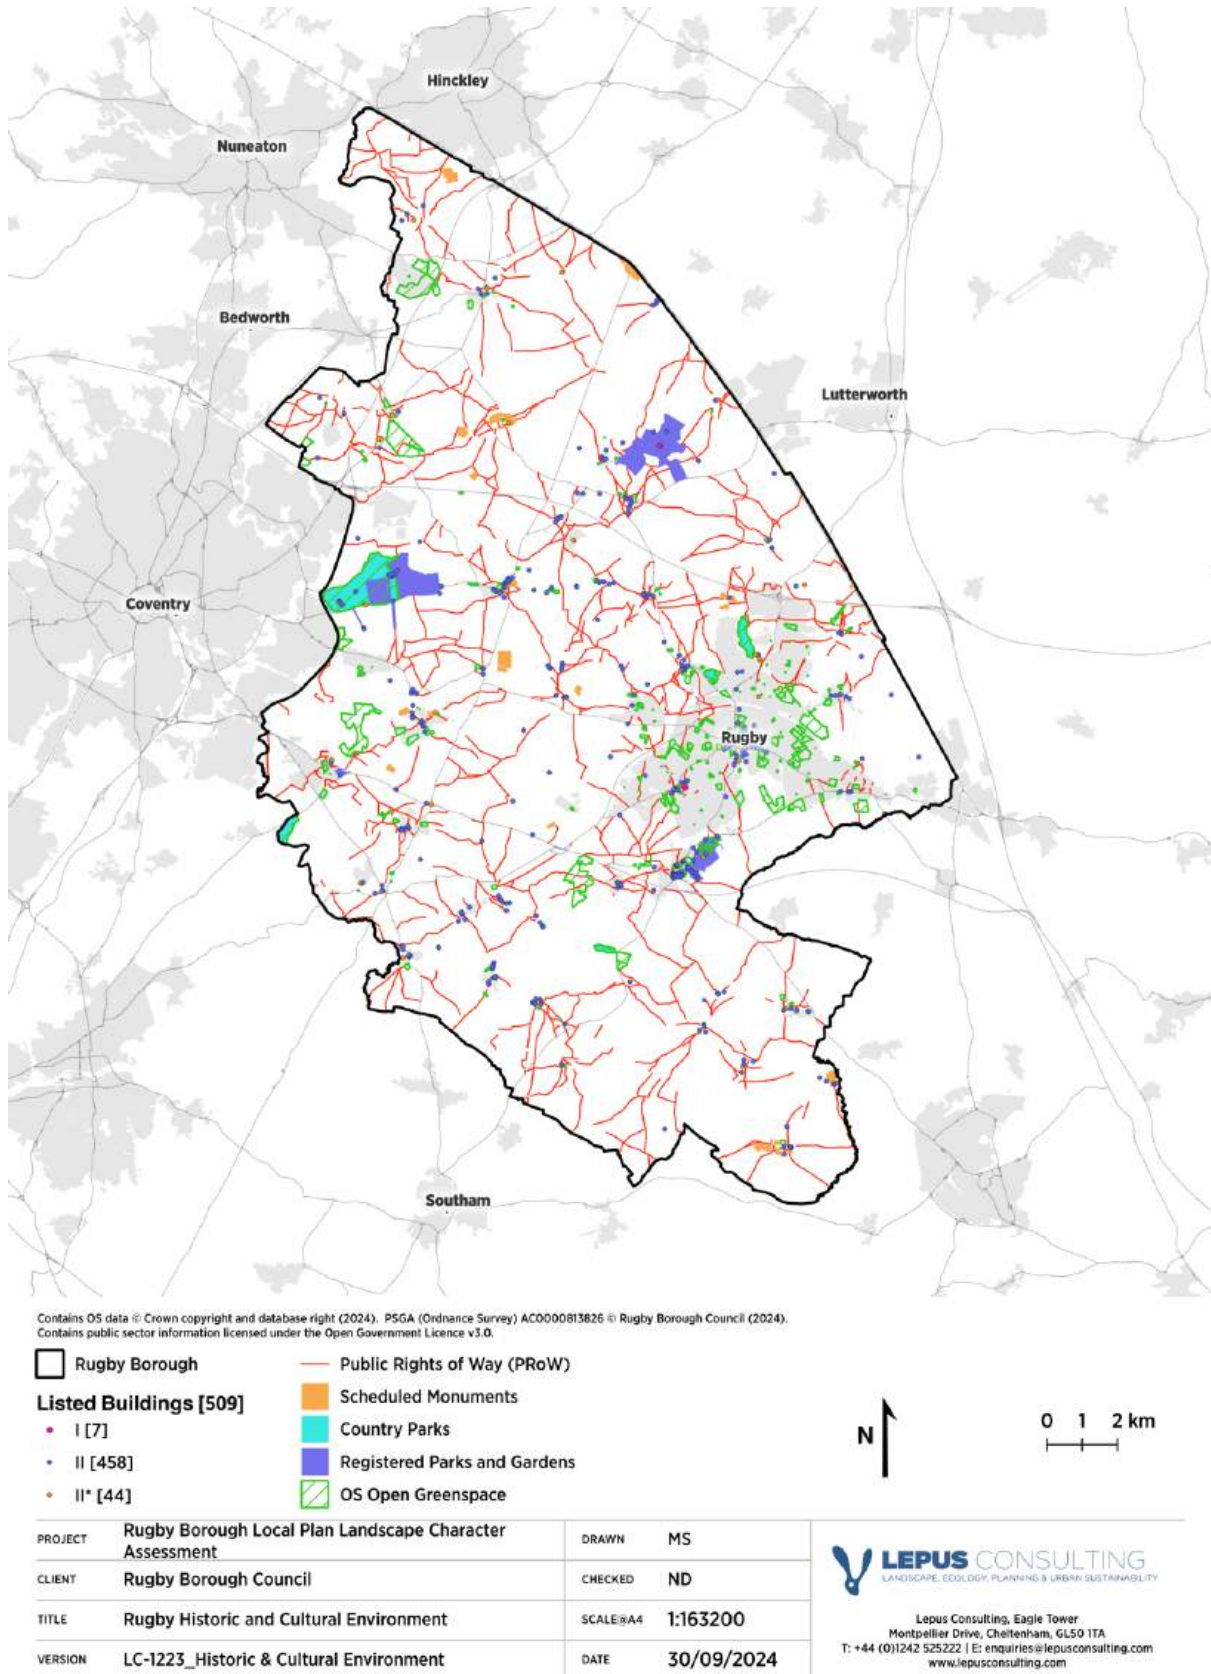 Hinckley
Nuneaton
Bedworth
Lutterworth
Coventry
Rugby
Southam
Contains OS data © Crown copyright and database right (2024). PSGA (Ordnance Survey) AC0000813826 © Rugby Borough Council (2024).
Contains public sector information licensed under the Open Government Licence v3.0.
Rugby Borough
Listed Buildings [509]
I [7]
II [458]
II* [44]
Public Rights of Way (PRoW)
Scheduled Monuments
Country Parks
Registered Parks and Gardens
OS Open Greenspace
N
0 1 2 km
PROJECT Rugby Borough Local Plan Landscape Character
Assessment
CLIENT Rugby Borough Council
TITLE Rugby Historic and Cultural Environment
VERSION LC-1223_Historic & Cultural Environment
DRAWN MS
CHECKED ND
SCALE@A4 1:163200
DATE 30/09/2024
LEPUS CONSULTING
LANDSCAPE, ECOLOGY, PLANNING & URBAN SUSTAINABILITY
Lepus Consulting, Eagle Tower
Montpellier Drive, Cheltenham, GL50 1TA
T: +44 (0)1242 525222 | E: enquiries@lepusconsulting.com
www.lepusconsulting.com